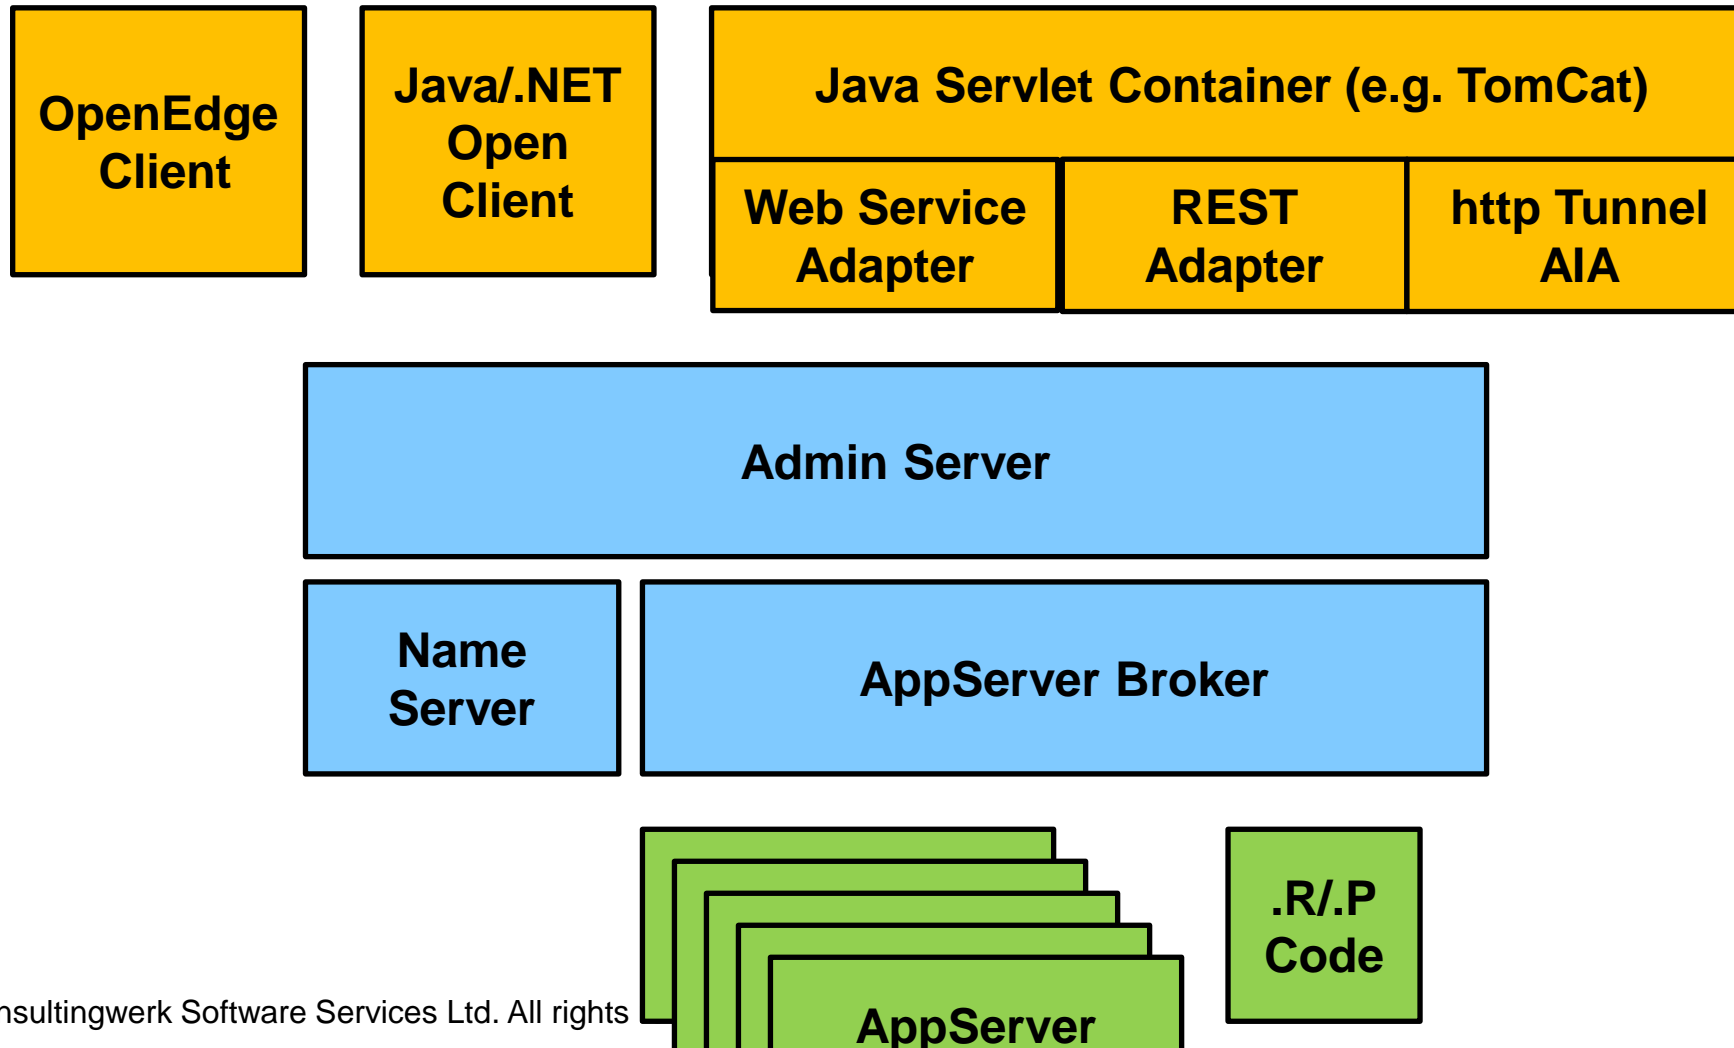 OpenEdge
Client
Java/.NET
Open
Client
Java Servlet Container (e.g. TomCat)
Web Service
Adapter
REST
Adapter
http Tunnel
AIA
Admin Server
Name
Server
AppServer Broker
.R/.P
Code
AppServer
nsultingwerk Software Services Ltd. All rights